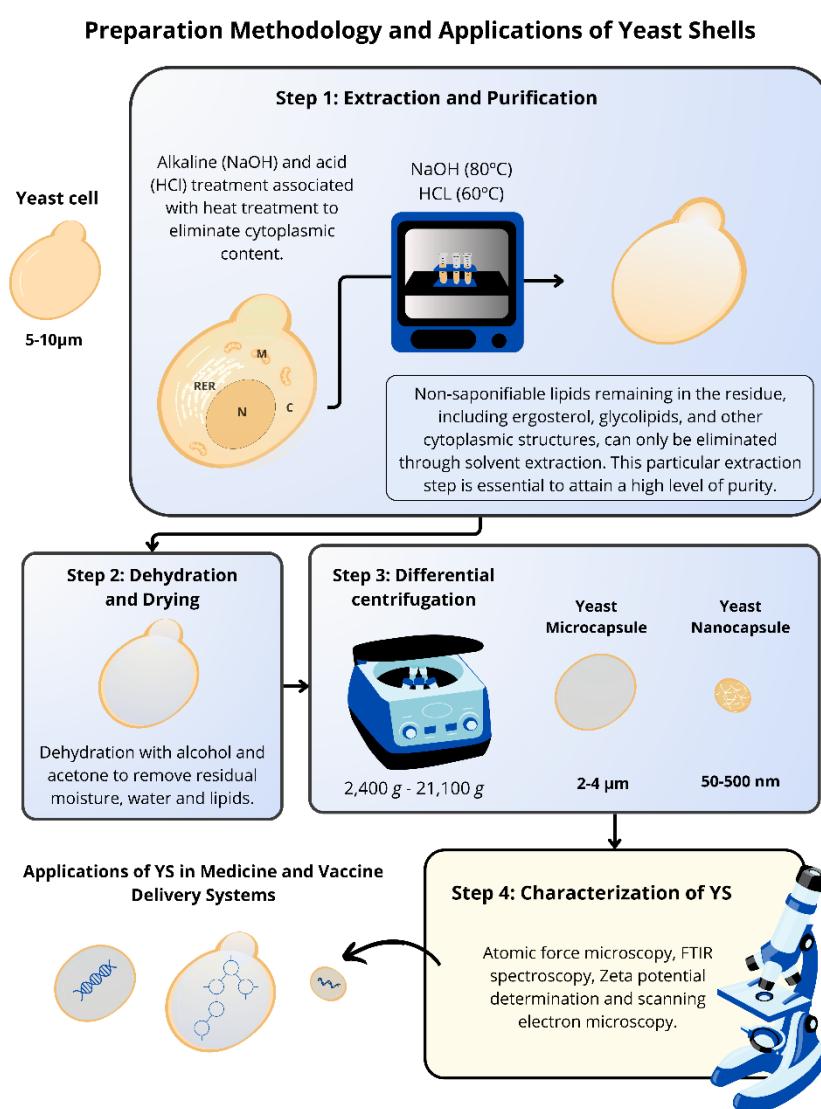 Preparation Methodology and Applications of Yeast Shells
Step 1: Extraction and Purification
Alkaline (NaOH) and acid
(HCl) treatment associated
with heat treatment to
eliminate cytoplasmic
content.
NaOH (80°C)
HCL (60°C)
Yeast cell
5-10μm
M
RER
N
C
Non-saponifiable lipids remaining in the residue,
including ergosterol, glycolipids, and other
cytoplasmic structures, can only be eliminated
through solvent extraction. This particular extraction
step is essential to attain a high level of purity.
Step 2: Dehydration
and Drying
Dehydration with alcohol and
acetone to remove residual
moisture, water and lipids.
Step 3: Differential
centrifugation
2,400 g - 21,100 g
Yeast
Microcapsule
2-4 μm
Yeast
Nanocapsule
50-500 nm
Step 4: Characterization of YS
Atomic force microscopy, FTIR
spectroscopy, Zeta potential
determination and scanning
electron microscopy.
Applications of YS in Medicine and Vaccine
Delivery Systems